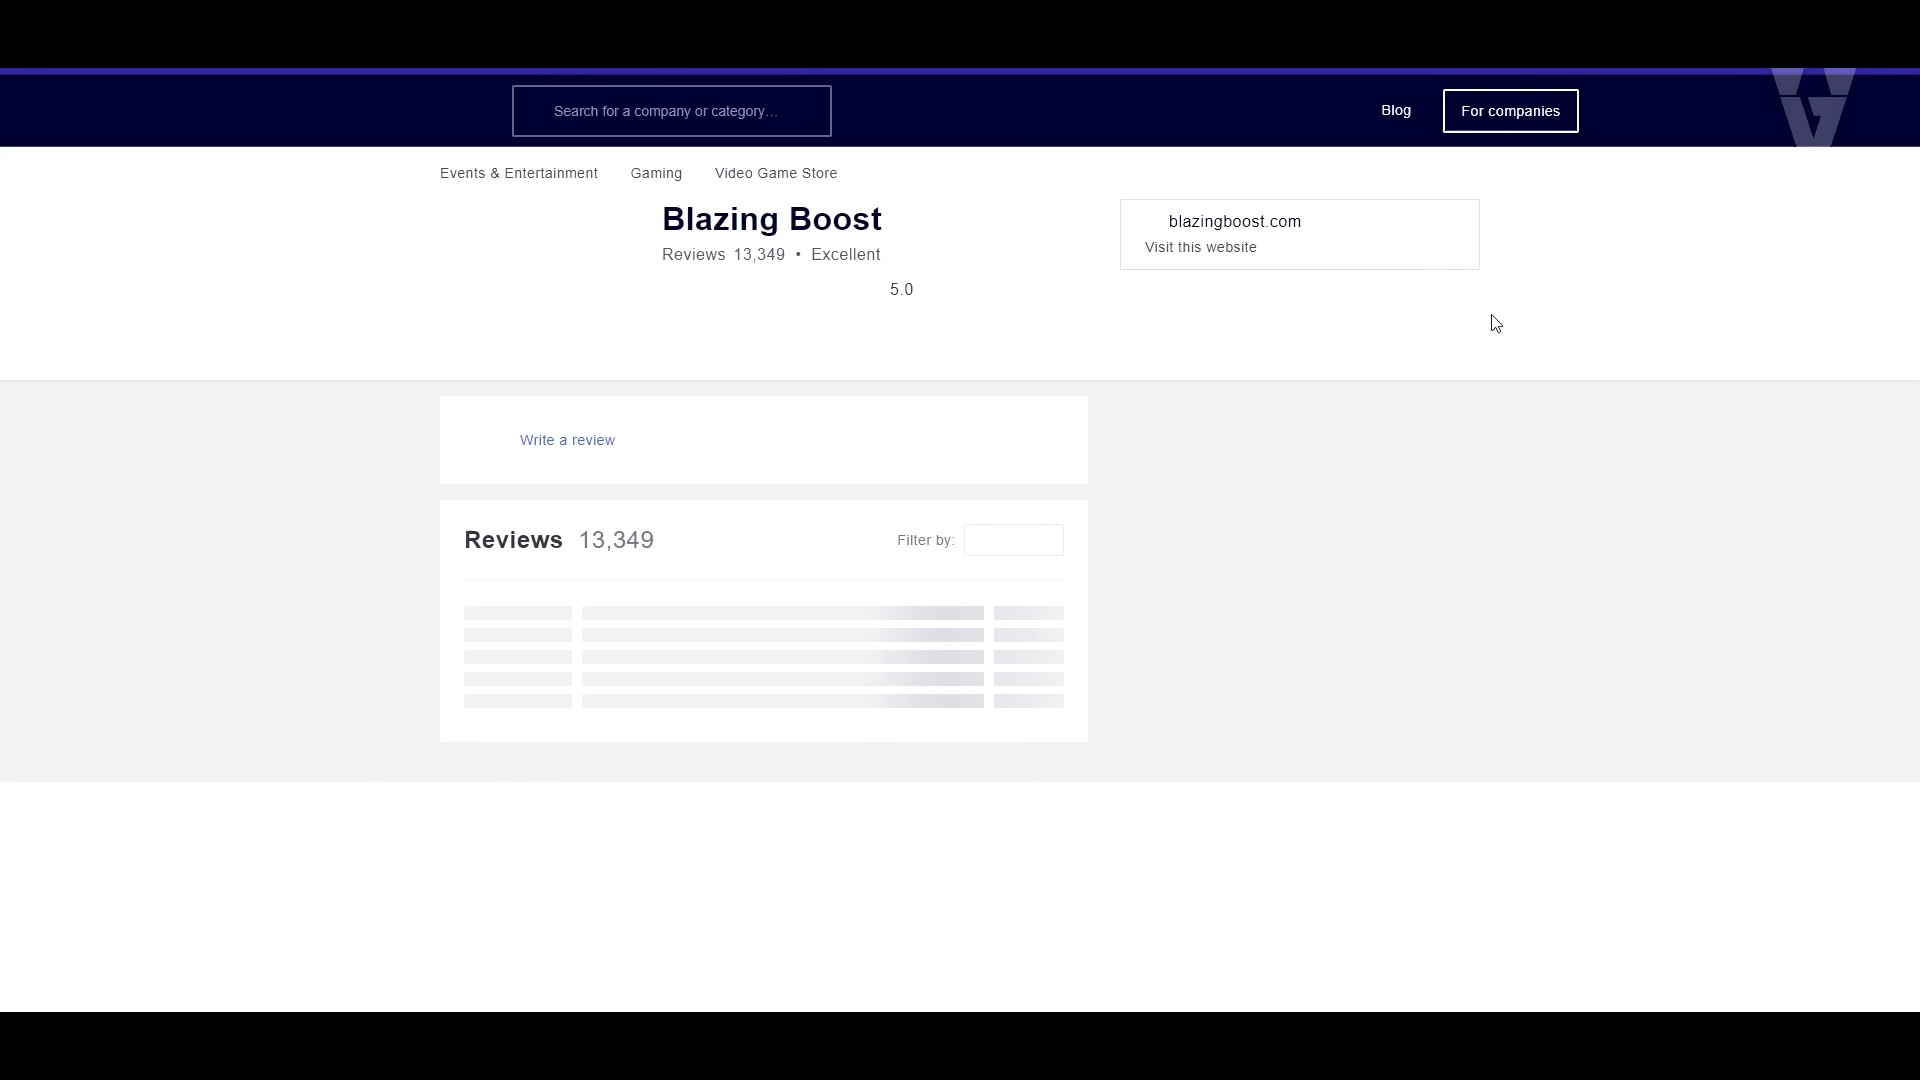 Search for a company or category...
Blog
For companies
Events & Entertainment Gaming Video Game Store
Blazing Boost
Reviews 13,349 • Excellent
5.0
blazingboost.com
Visit this website
Write a review
Reviews 13,349
Filter by: